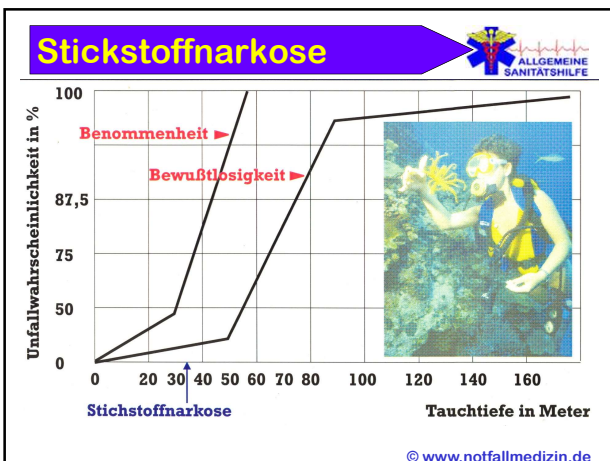 Stickstoffnarkose
ALLGEMEINE
SANITÄTSHILFE
Unfallwahrscheinlichkeit in %
100
87,5
75
50
0
Benommenheit
Bewußtlosigkeit
0 20 30 40 50 60 70 80 100 120 140 160
Stichstoffnarkose
Tauchtiefe in Meter
© www.notfallmedizin.de